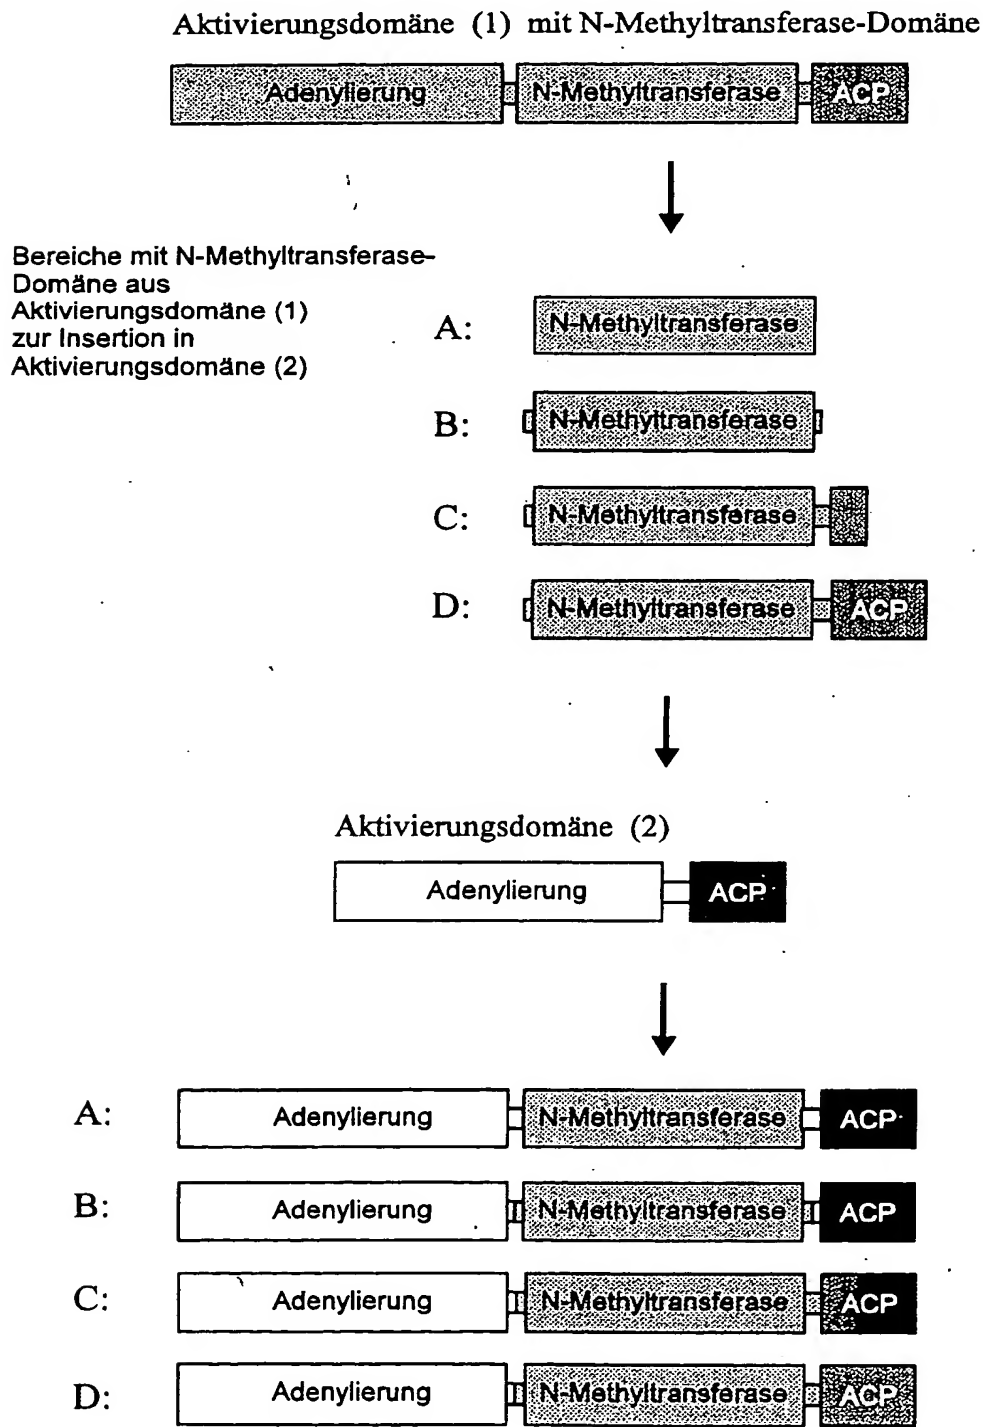 Aktivierungsdomäne (1) mit N-Methyltransferase-Domäne
Adenylierung N-Methyltransferase ACP
Bereiche mit N-Methyltransferase-
Domäne aus
Aktivierungsdomäne (1)
zur Insertion in
Aktivierungsdomäne (2)
A: N-Methyltransferase
B: N-Methyltransferase
C: N-Methyltransferase
D: N-Methyltransferase ACP
Aktivierungsdomäne (2)
Adenylierung ACP
A: Adenylierung N-Methyltransferase ACP
B: Adenylierung N-Methyltransferase ACP
C: Adenylierung N-Methyltransferase ACP
D: Adenylierung N-Methyltransferase ACP